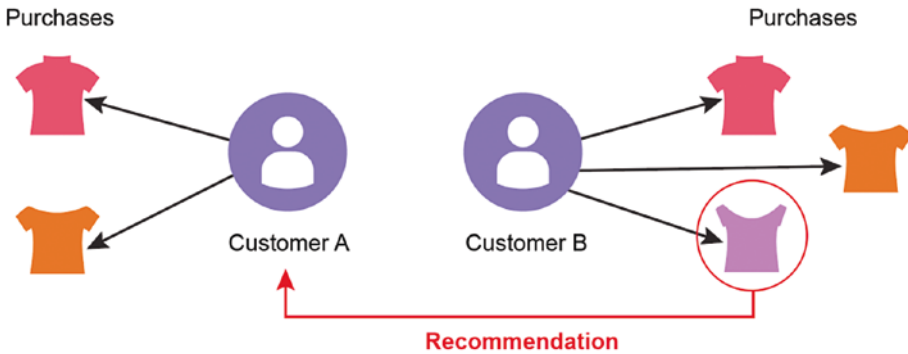 Purchases
Purchases
Customer A
Customer B
Recommendation